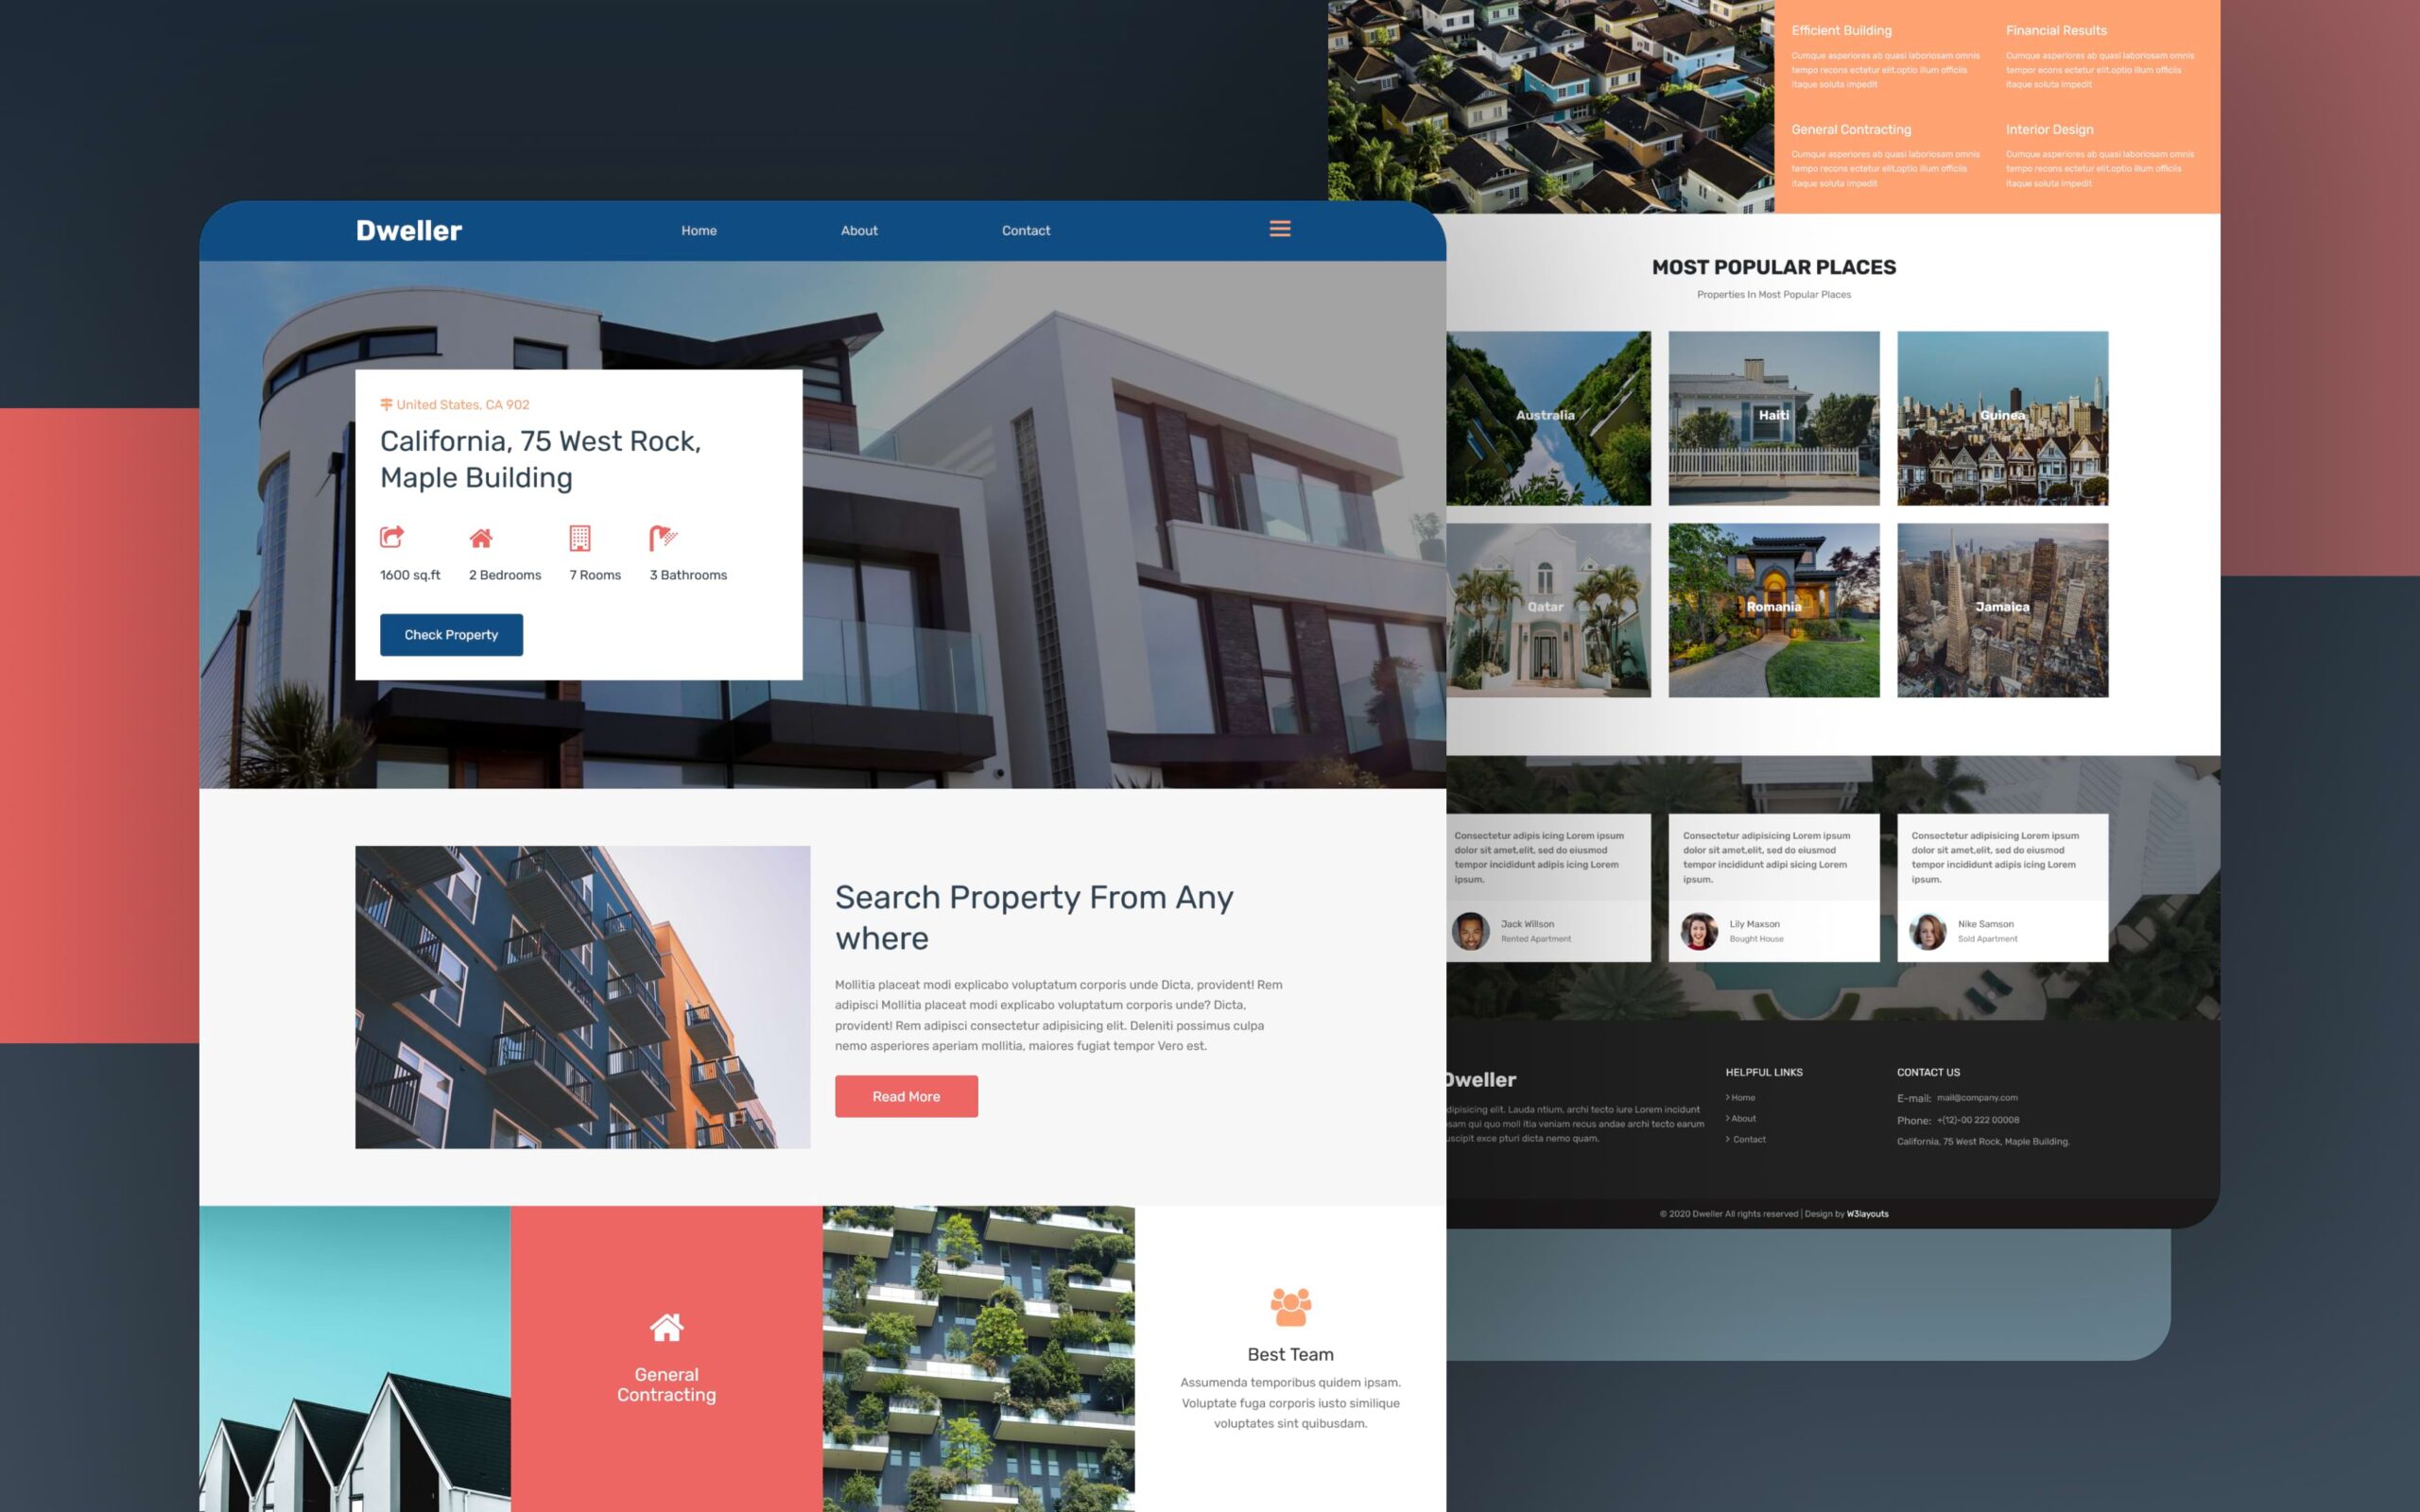 Dweller
Home
About
Contact
United States, CA 902
California, 75 West Rock,
Maple Building
1600 sq.ft
2 Bedrooms
7 Rooms
3 Bathrooms
Check Property
Search Property From Any
where
Mollitia placeat modi explicabo voluptatum corporis unde Dicta, provident! Rem
adipisci Mollitia placeat modi explicabo voluptatum corporis unde? Dicta,
provident! Rem adipisci consectetur adipisicing elit. Deleniti possimus culpa
nemo asperiores aperiam mollitia, maiores fugiat tempor Vero est.
Read More
General
Contracting
Best Team
Assumenda temporibus quidem ipsam.
Voluptate fuga corporis iusto similique
voluptates sint quibusdam.
Efficient Building
Cumque asperiores ab quasi laboriosam omnis
tempo recons ectetur elit.optio illum officiis
itaque soluta impedit
Financial Results
Cumque asperiores ab quasi laboriosam omnis
tempor econs ectetur elit.optio illum officiis
itaque soluta impedit
General Contracting
Cumque asperiores ab quasi laboriosam omnis
tempo recons ectetur elit.optio illum officiis
itaque soluta impedit
Interior Design
Cumque asperiores ab quasi laboriosam omnis
tempo recons ectetur elit.optio illum officiis
itaque soluta impedit
MOST POPULAR PLACES
Properties In Most Popular Places
Australia
Haiti
Guinea
Qatar
Romania
Jamaica
Consectetur adipis icing Lorem ipsum
dolor sit amet,elit, sed do eiusmod
tempor incididunt adipis icing Lorem
ipsum.
Jack Willson
Rented Apartment
Consectetur adipisicing Lorem ipsum
dolor sit amet,elit, sed do eiusmod
tempor incididunt adipi sicing Lorem
ipsum.
Lily Maxson
Bought House
Consectetur adipisicing Lorem ipsum
dolor sit amet,elit, sed do eiusmod
tempor incididunt adipis icing Lorem
ipsum.
Nike Samson
Sold Apartment
Dweller
dipisicing elit. Lauda ntium, archi tecto iure Lorem incidunt
sam qui quo moll itia veniam recus andae archi tecto earum
uscipit exce pturi dicta nemo quam.
HELPFUL LINKS
> Home
> About
> Contact
CONTACT US
E-mail: mail@company.com
Phone: +(12)-00 222 00008
California, 75 West Rock, Maple Building.
© 2020 Dweller All rights reserved | Design by W3layouts